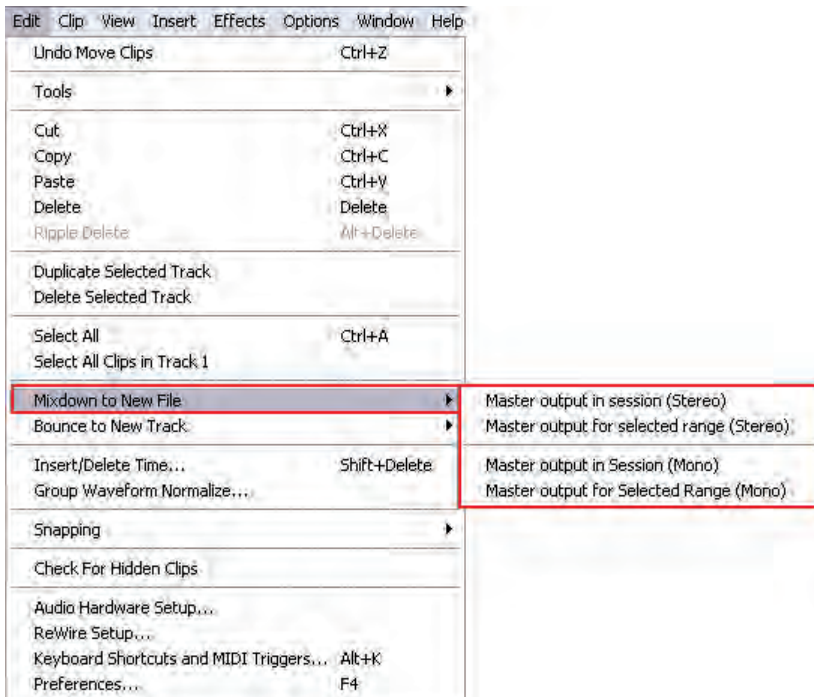 Edit Clip View Insert Effects Options Window Help
Undo Move Clips Ctrl+Z
Tools
Cut Ctrl+X
Copy Ctrl+C
Paste Ctrl+V
Delete Delete
Ripple Delete Alt+Delete
Duplicate Selected Track
Delete Selected Track
Select All Ctrl+A
Select All Clips in Track 1
Mixdown to New File
Master output in session (Stereo)
Bounce to New Track
Master output for selected range (Stereo)
Insert/Delete Time... Shift+Delete
Master output in Session (Mono)
Group Waveform Normalize...
Master output for Selected Range (Mono)
Snapping
Check For Hidden Clips
Audio Hardware Setup...
ReWire Setup...
Keyboard Shortcuts and MIDI Triggers... Alt+K
Preferences... F4